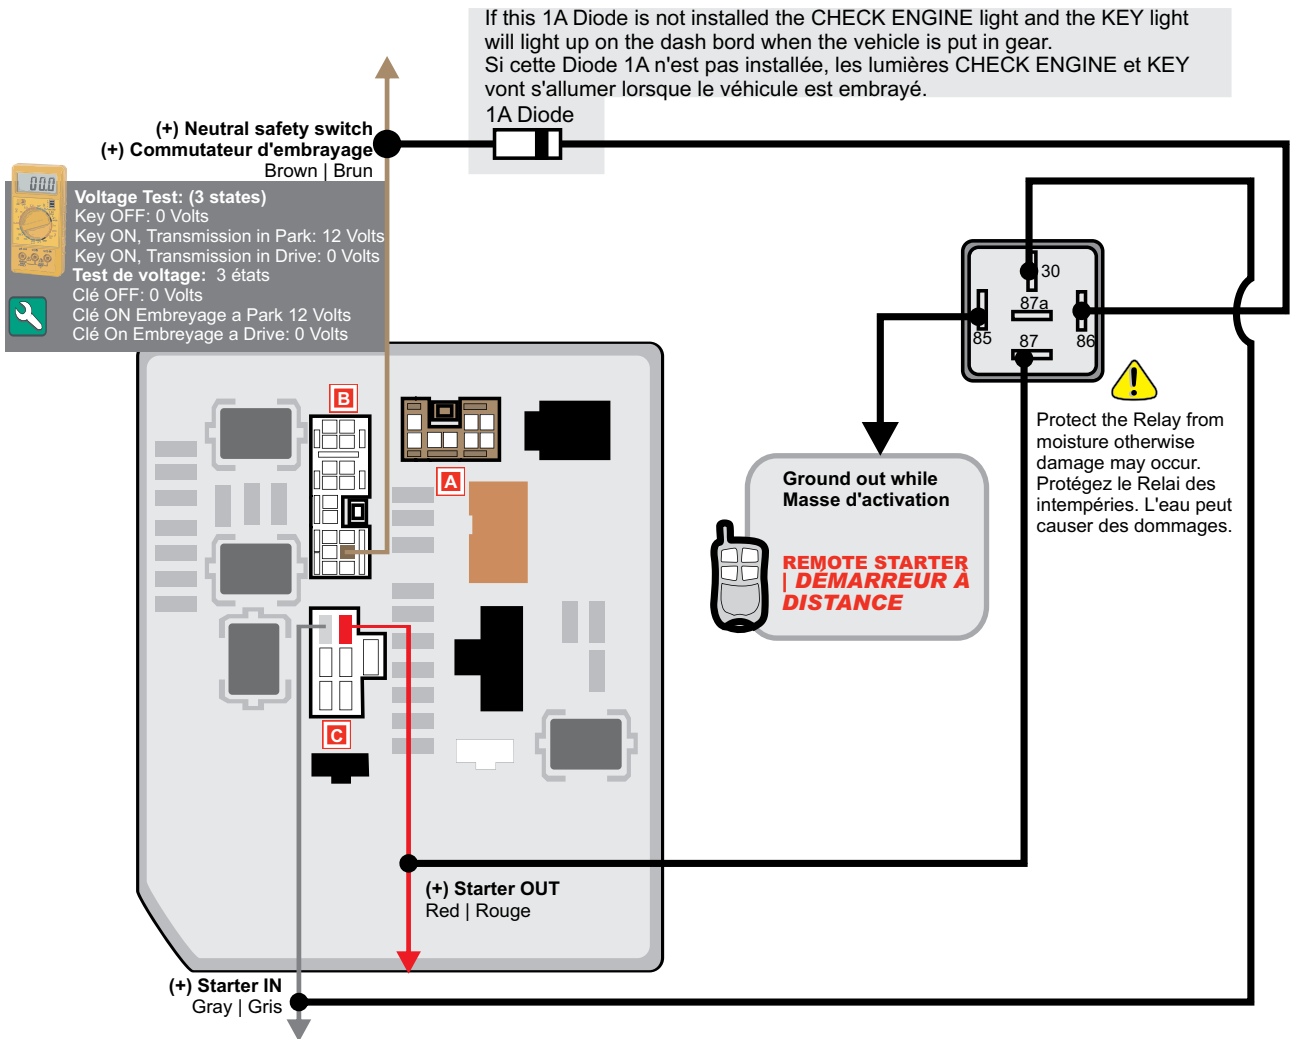 If this 1A Diode is not installed the CHECK ENGINE light and the KEY light
will light up on the dash bord when the vehicle is put in gear.
Si cette Diode 1A n'est pas installée, les lumières CHECK ENGINE et KEY
vont s'allumer lorsque le véhicule est embrayé.
1A Diode
(+) Neutral safety switch
(+) Commutateur d'embrayage
Brown | Brun
00.0
Voltage Test: (3 states)
Key OFF: 0 Volts
Key ON, Transmission in Park: 12 Volts
Key ON, Transmission in Drive: 0 Volts
Test de voltage: 3 états
Clé OFF: 0 Volts
Clé ON Embreyage a Park 12 Volts
Clé On Embreyage a Drive: 0 Volts
30
87a
85
87
86
Protect the Relay from
moisture otherwise
damage may occur.
Protégez le Relai des
intempéries. L'eau peut
causer des dommages.
Ground out while
Masse d'activation
REMOTE STARTER
| DÉMARREUR À
DISTANCE
B
A
C
(+) Starter OUT
Red | Rouge
(+) Starter IN
Gray | Gris